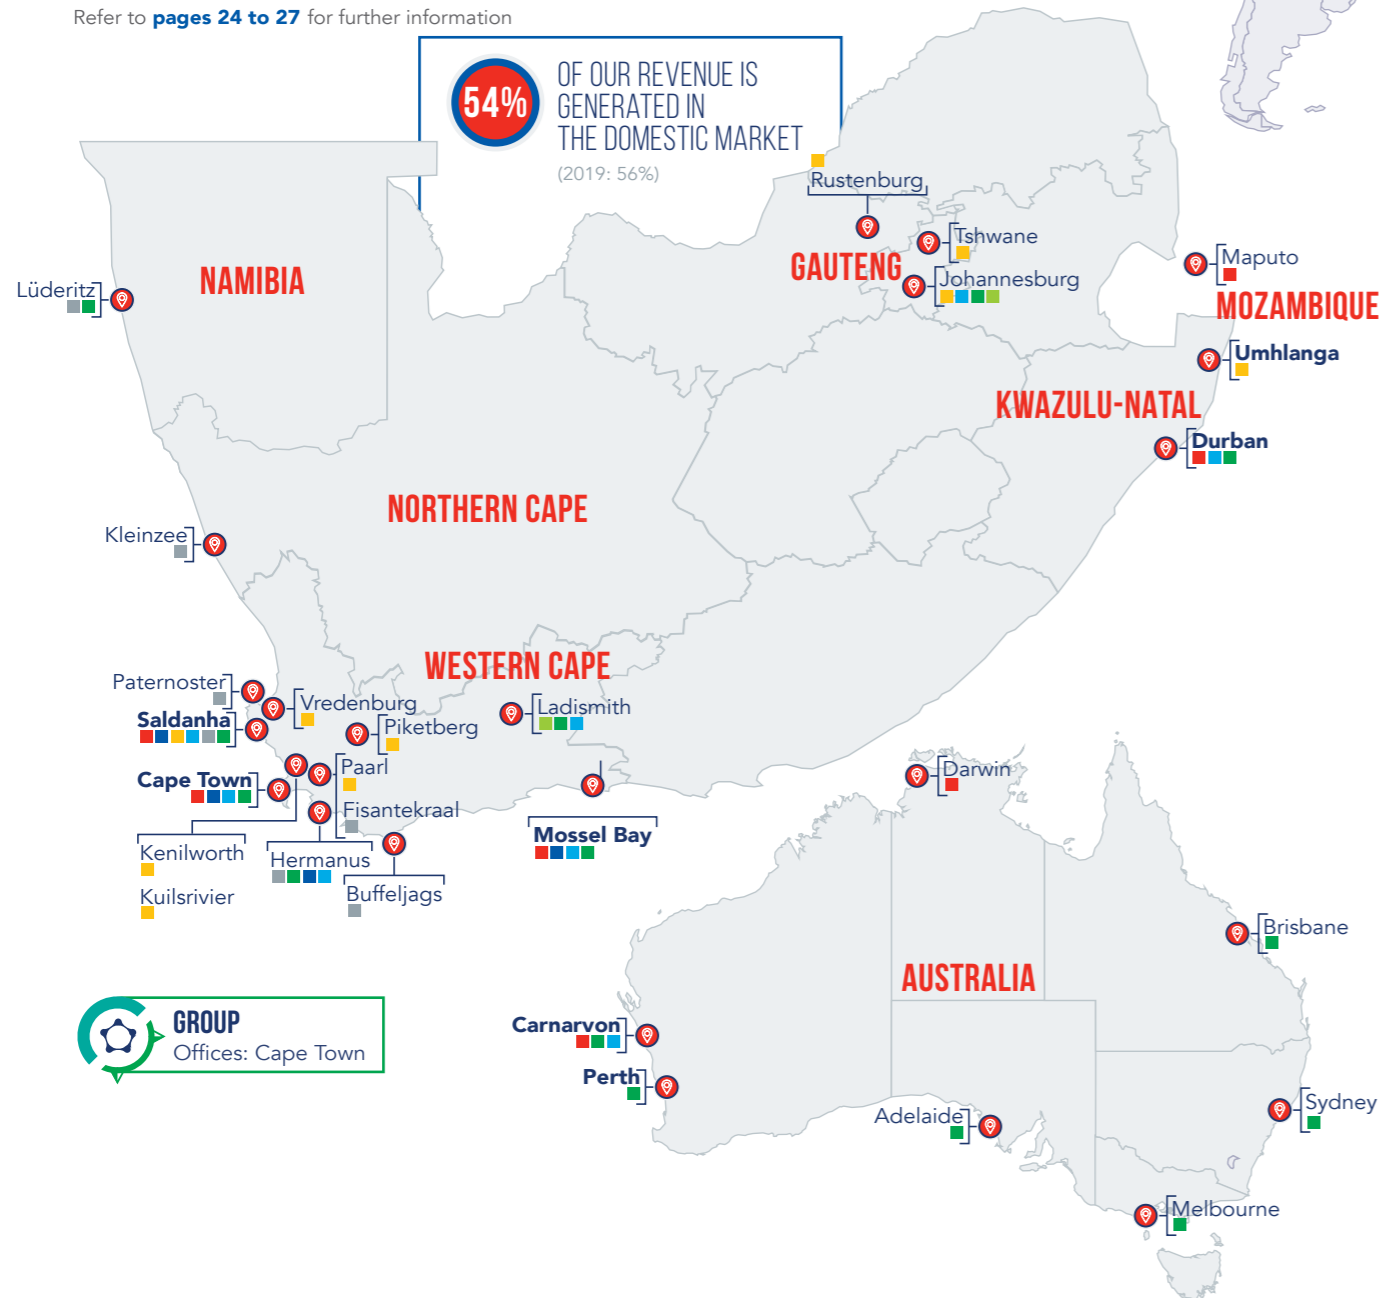 Refer to pages 24 to 27 for further information
54%
OF OUR REVENUE IS
GENERATED IN
THE DOMESTIC MARKET
(2019: 56%)
Rustenburg
Tshwane
GAUTENG
Johannesburg
Maputo
MOZAMBIQUE
NAMIBIA
Lüderitz
Umhlanga
KWAZULU-NATAL
Durban
NORTHERN CAPE
Kleinzee
WESTERN CAPE
Paternoster
Vredenburg
Saldanha
Piketberg
Ladismith
Cape Town
Paarl
Fisantekraal
Kenilworth
Kuilsrivier
Hermanus
Buffeljags
Mossel Bay
Darwin
Brisbane
AUSTRALIA
Carnarvon
Perth
Adelaide
Sydney
Melbourne
GROUP
Offices: Cape Town